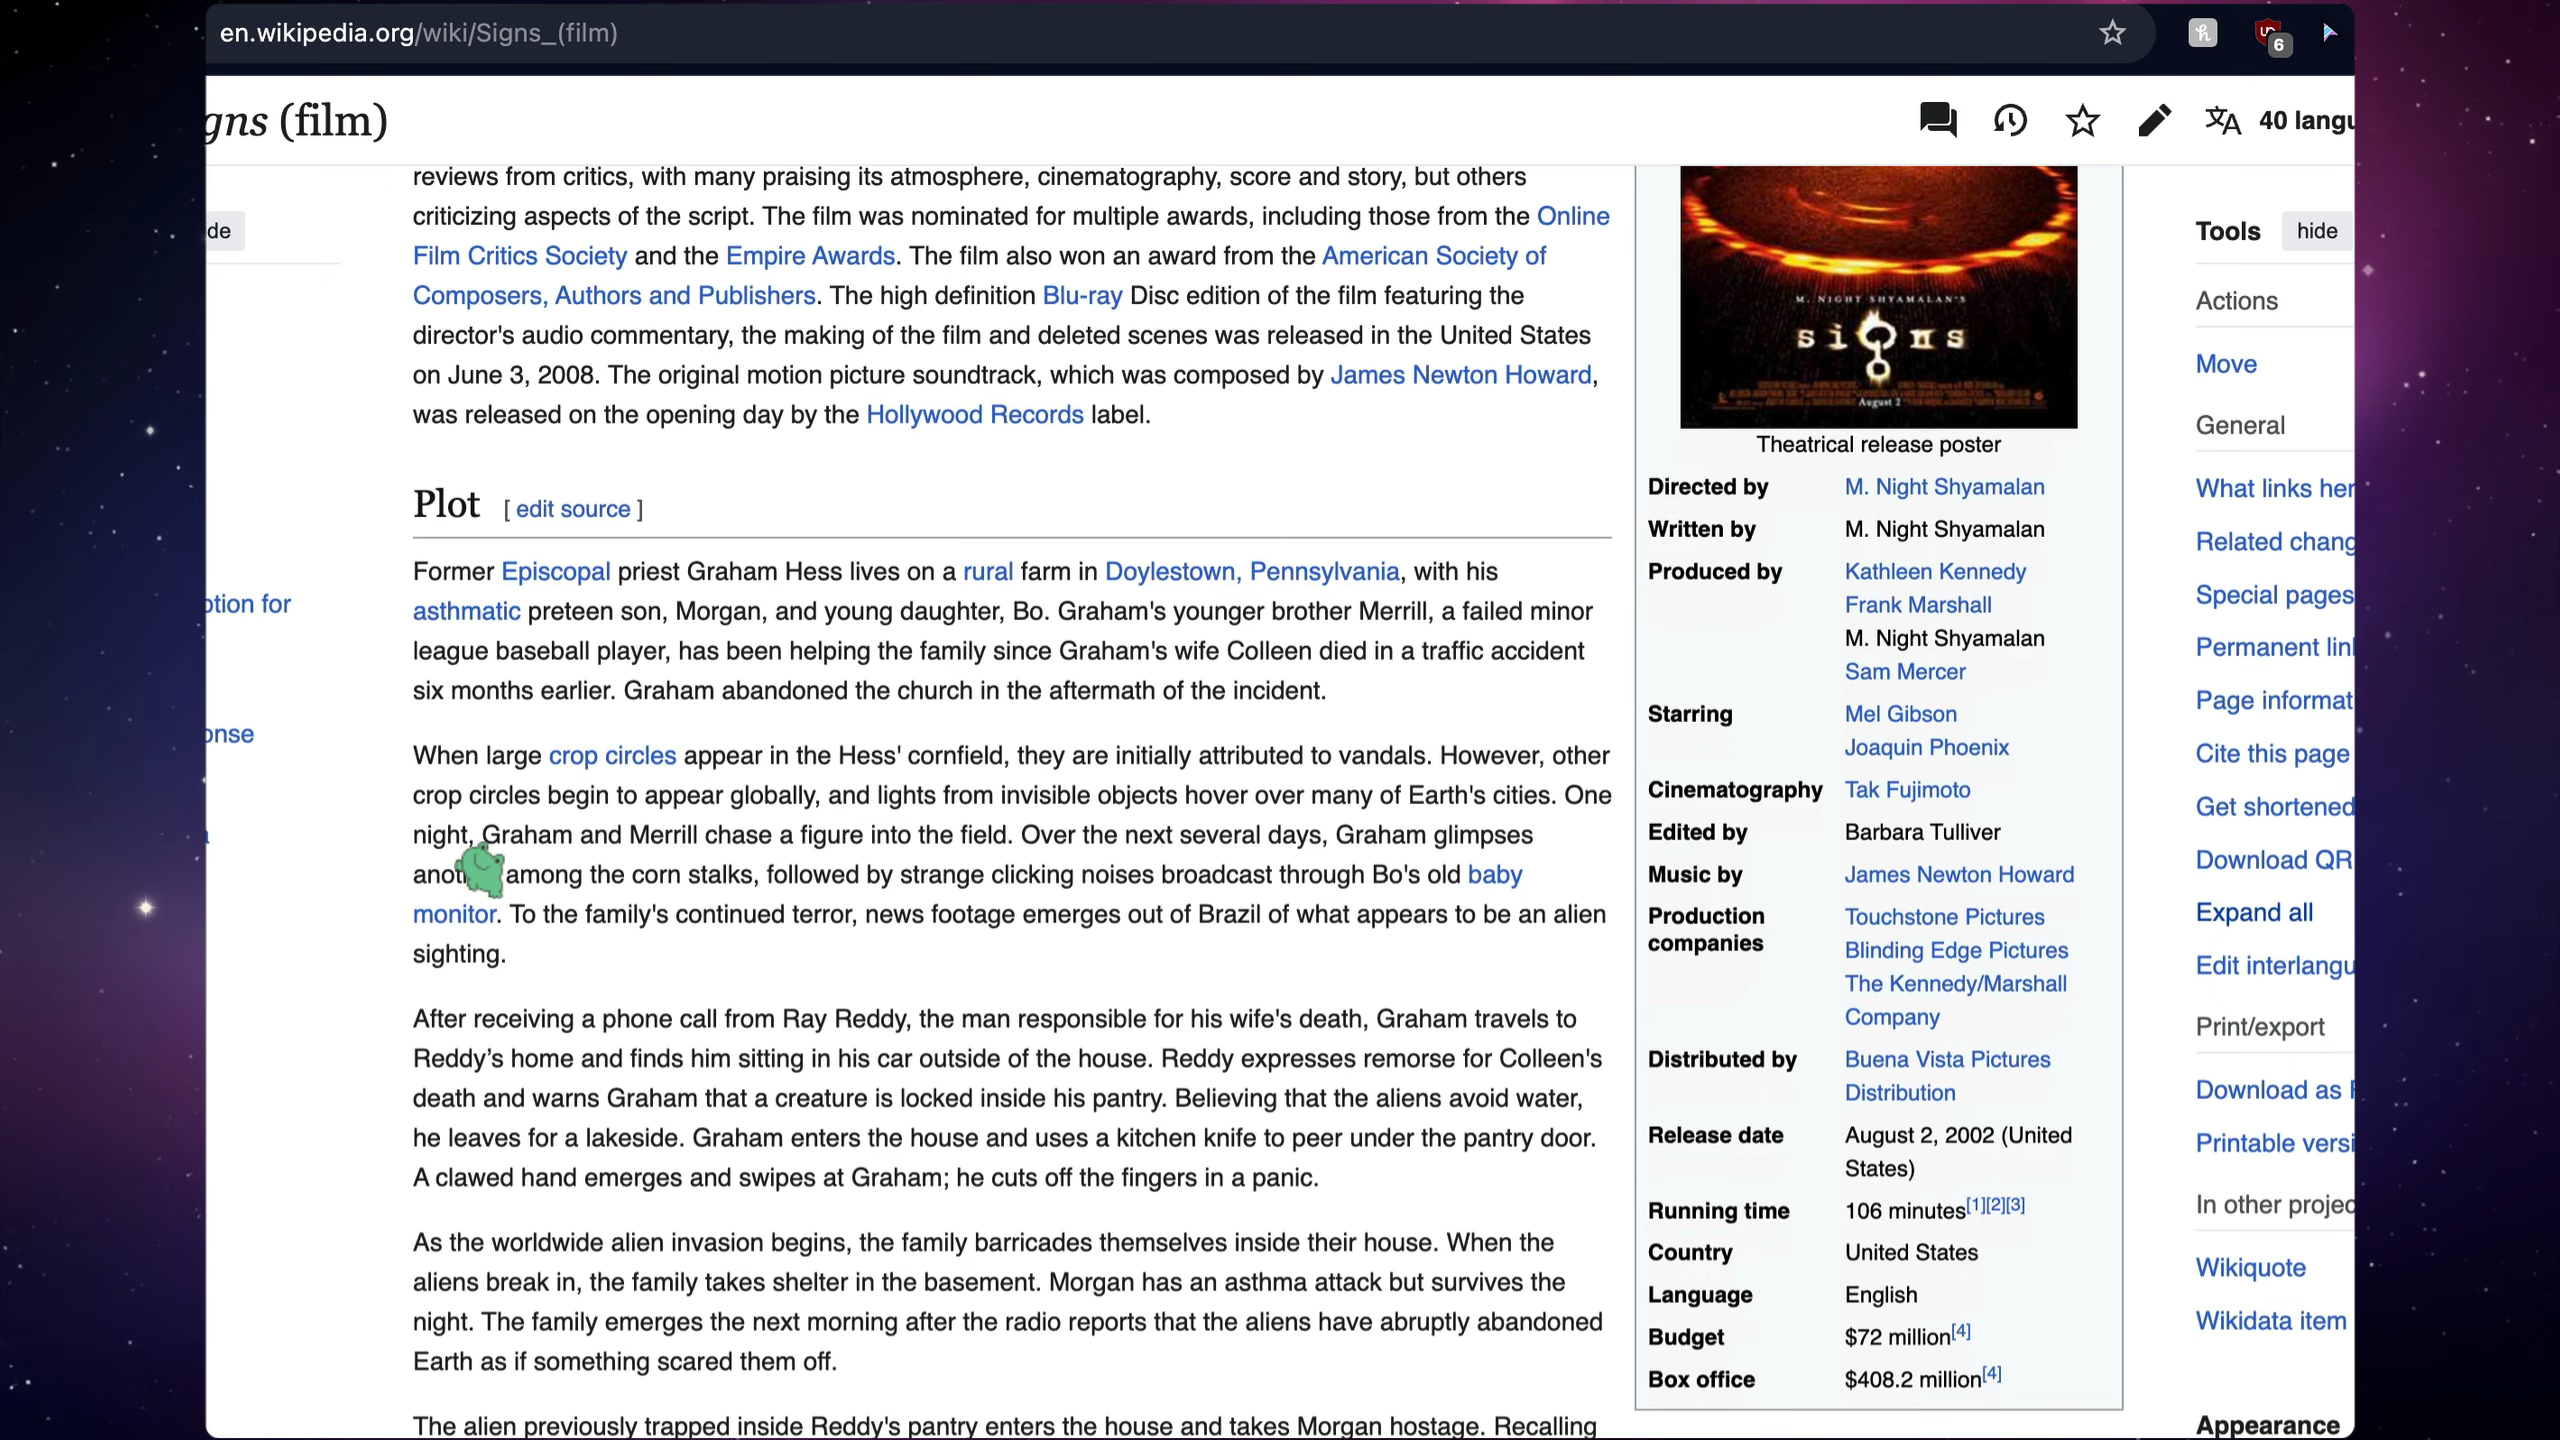 en.wikipedia.org/wiki/Signs_(film)
6
gns (film)
40 langu
de
ption for
onse
reviews from critics, with many praising its atmosphere, cinematography, score and story, but others
criticizing aspects of the script. The film was nominated for multiple awards, including those from the Online
Film Critics Society and the Empire Awards. The film also won an award from the American Society of
Composers, Authors and Publishers. The high definition Blu-ray Disc edition of the film featuring the
director's audio commentary, the making of the film and deleted scenes was released in the United States
on June 3, 2008. The original motion picture soundtrack, which was composed by James Newton Howard,
was released on the opening day by the Hollywood Records label.
Plot [ edit source ]
Former Episcopal priest Graham Hess lives on a rural farm in Doylestown, Pennsylvania, with his
asthmatic preteen son, Morgan, and young daughter, Bo. Graham's younger brother Merrill, a failed minor
league baseball player, has been helping the family since Graham's wife Colleen died in a traffic accident
six months earlier. Graham abandoned the church in the aftermath of the incident.
When large crop circles appear in the Hess' cornfield, they are initially attributed to vandals. However, other
crop circles begin to appear globally, and lights from invisible objects hover over many of Earth's cities. One
night, Graham and Merrill chase a figure into the field. Over the next several days, Graham glimpses
anot among the corn stalks, followed by strange clicking noises broadcast through Bo's old baby
monitor. To the family's continued terror, news footage emerges out of Brazil of what appears to be an alien
sighting.
After receiving a phone call from Ray Reddy, the man responsible for his wife's death, Graham travels to
Reddy’s home and finds him sitting in his car outside of the house. Reddy expresses remorse for Colleen's
death and warns Graham that a creature is locked inside his pantry. Believing that the aliens avoid water,
he leaves for a lakeside. Graham enters the house and uses a kitchen knife to peer under the pantry door.
A clawed hand emerges and swipes at Graham; he cuts off the fingers in a panic.
As the worldwide alien invasion begins, the family barricades themselves inside their house. When the
aliens break in, the family takes shelter in the basement. Morgan has an asthma attack but survives the
night. The family emerges the next morning after the radio reports that the aliens have abruptly abandoned
Earth as if something scared them off.
The alien previously trapped inside Reddy's pantry enters the house and takes Morgan hostage. Recalling
M. NIGHT SHYAMALAN'S
signs
August 2
Theatrical release poster
Directed by M. Night Shyamalan
Written by M. Night Shyamalan
Produced by Kathleen Kennedy
Frank Marshall
M. Night Shyamalan
Sam Mercer
Starring Mel Gibson
Joaquin Phoenix
Cinematography Tak Fujimoto
Edited by Barbara Tulliver
Music by James Newton Howard
Production companies Touchstone Pictures
Blinding Edge Pictures
The Kennedy/Marshall
Company
Distributed by Buena Vista Pictures
Distribution
Release date August 2, 2002 (United
States)
Running time 106 minutes[1][2][3]
Country United States
Language English
Budget $72 million[4]
Box office $408.2 million[4]
Tools hide
Actions
Move
General
What links her
Related chang
Special pages
Permanent lin
Page informat
Cite this page
Get shortened
Download QR
Expand all
Edit interlangu
Print/export
Download as
Printable versi
In other projec
Wikiquote
Wikidata item
Appearance